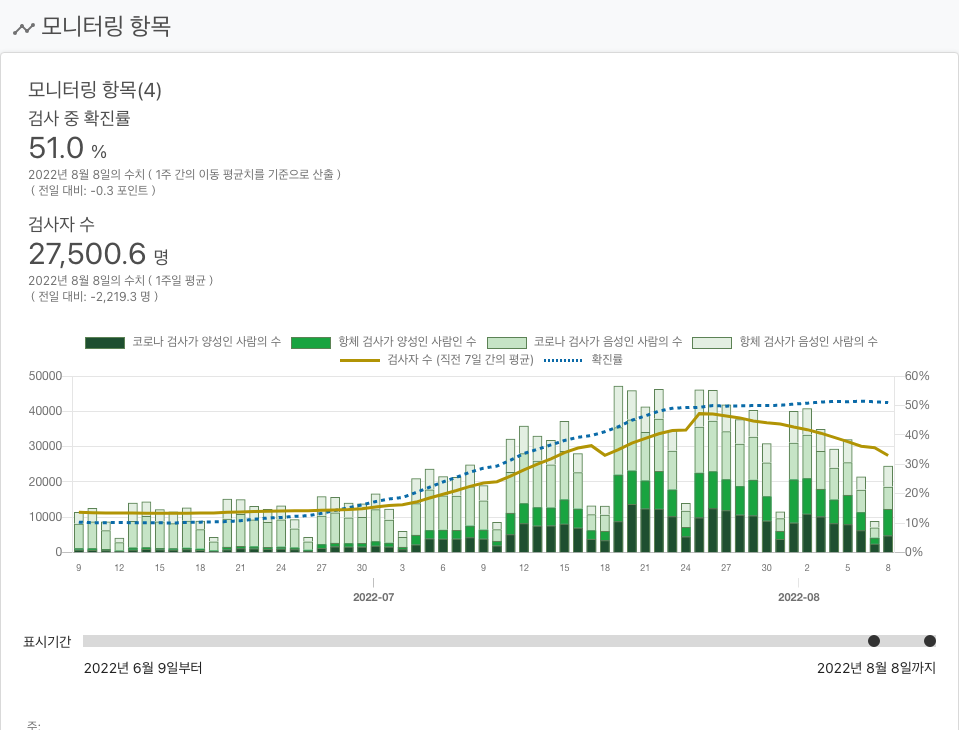 모니터링 항목
모니터링 항목(4)
검사 중 확진률
51.0 %
2022년 8월 8일의 수치 ( 1주 간의 이동 평균치를 기준으로 산출 )
( 전일 대비: -0.3 포인트 )
검사자 수
27,500.6 명
2022년 8월 8일의 수치 ( 1주일 평균 )
( 전일 대비: -2,219.3 명 )
코로나 검사가 양성인 사람의 수 항체 검사가 양성인 사람인 수 코로나 검사가 음성인 사람의 수 항체 검사가 음성인 사람의 수
검사자 수 (직전 7일 간의 평균) 확진률
50000 60%
40000 50%
40%
30000
30%
20000
20%
10000 10%
0 0%
9 12 15 18 21 24 27 30 3 6 9 12 15 18 21 24 27 30 2 5 8
2022-07 2022-08
표시기간
2022년 6월 9일부터 2022년 8월 8일까지
주: